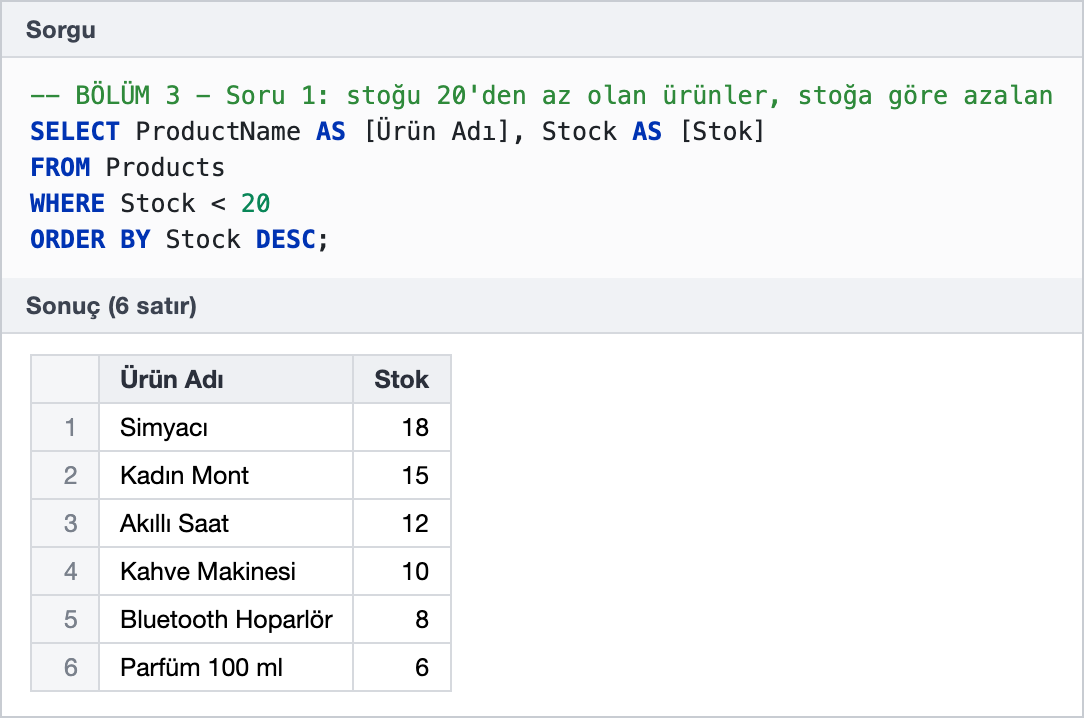 Sorgu
-- BÖLÜM 3 - Soru 1: stoğu 20'den az olan ürünler, stoğa göre azalan
SELECT ProductName AS [Ürün Adı], Stock AS [Stok]
FROM Products
WHERE Stock < 20
ORDER BY Stock DESC;
Sonuç (6 satır)
Ürün Adı Stok
1 Simyacı 18
2 Kadın Mont 15
3 Akıllı Saat 12
4 Kahve Makinesi 10
5 Bluetooth Hoparlör 8
6 Parfüm 100 ml 6